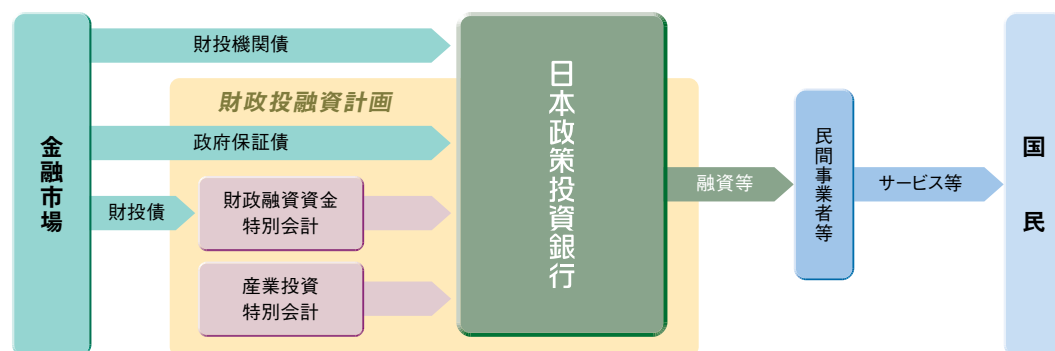 金融市場
財投機関債
財政投融資計画
政府保証債
財投債
財政融資資金
特別会計
産業投資
特別会計
日本政策投資銀行
融資等
民間事業者等
サービス等
国民